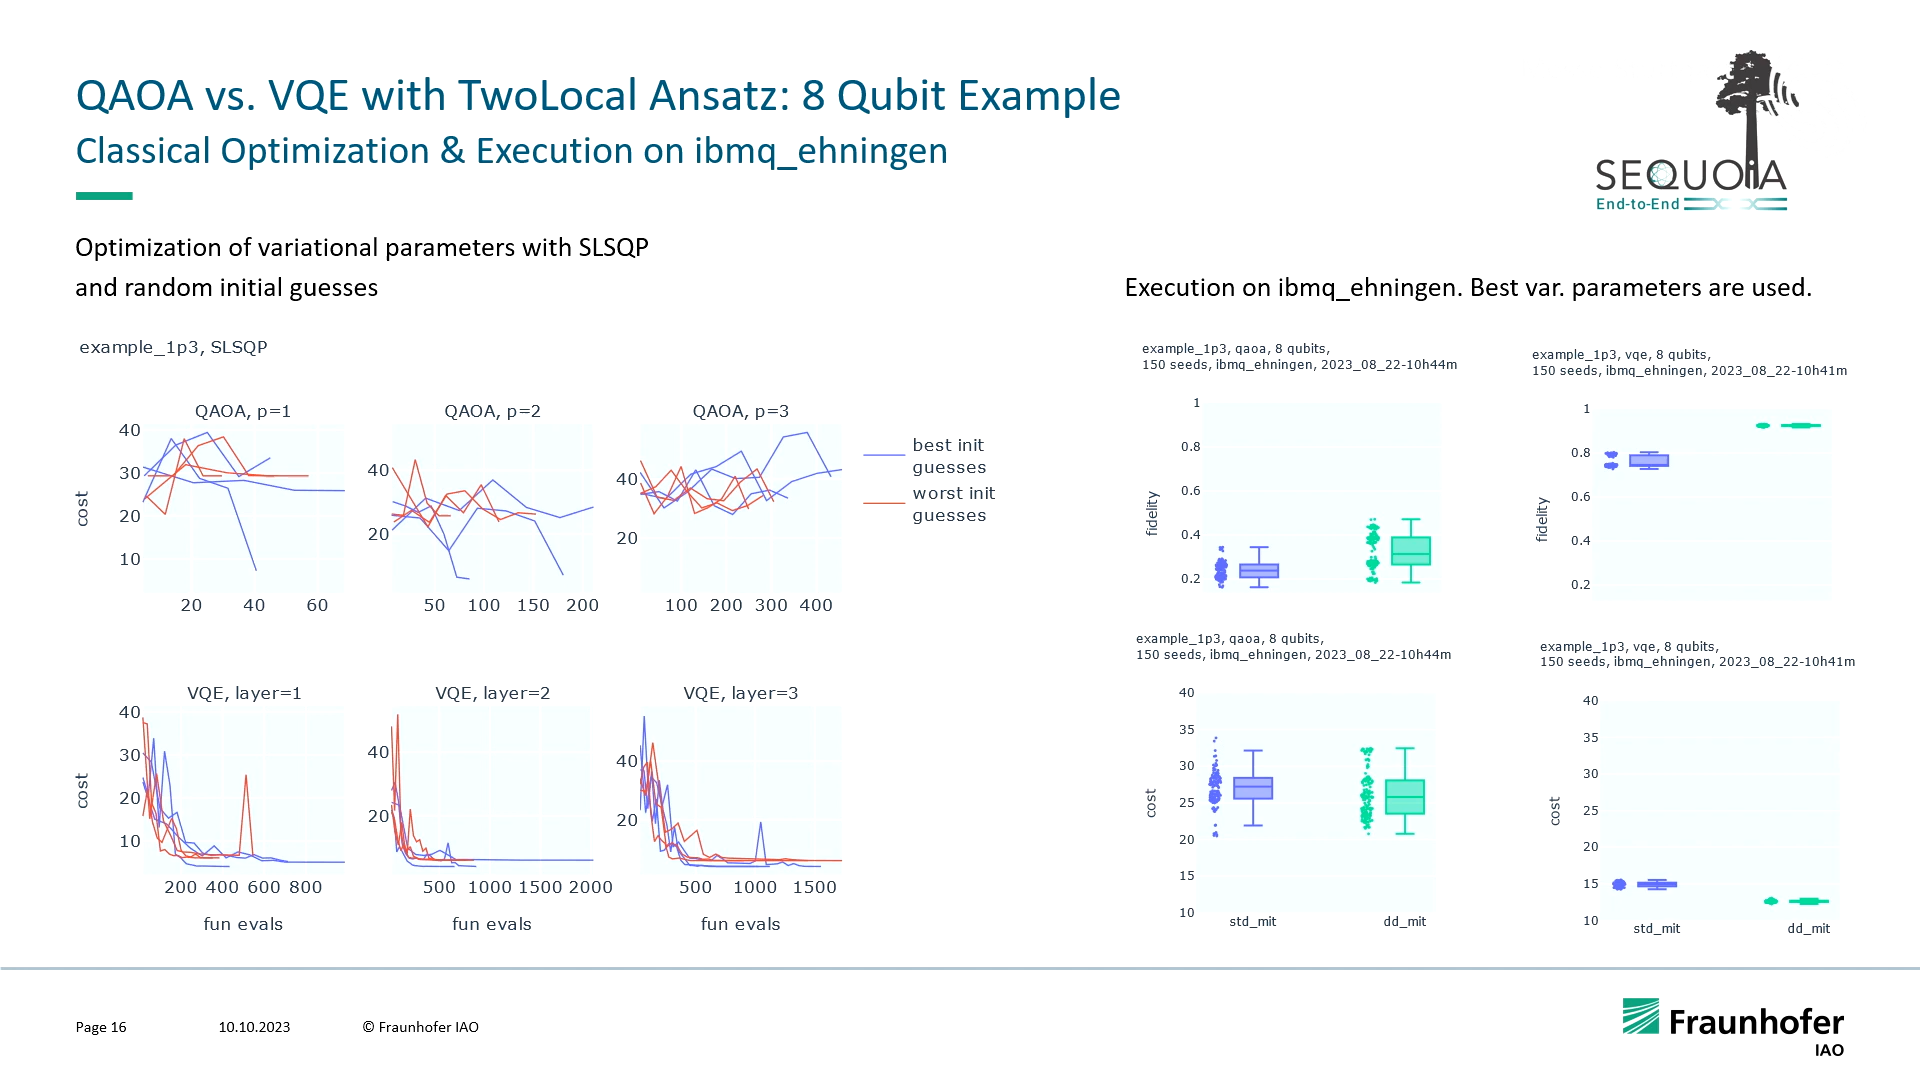 QAOA vs. VQE with TwoLocal Ansatz: 8 Qubit Example
Classical Optimization & Execution on ibmq_ehningen
SEQUOIA
End-to-End
Optimization of variational parameters with SLSQP
and random initial guesses
example_1p3, SLSQP
QAOA, p=1
QAOA, p=2
QAOA, p=3
cost
40
30
20
10
20 40 60
40
20
50 100 150 200
40
20
100 200 300 400
best init
guesses
worst init
guesses
VQE, layer=1
VQE, layer=2
VQE, layer=3
cost
40
30
20
10
200 400 600 800
fun evals
40
20
500 1000 1500 2000
fun evals
40
20
500 1000 1500
fun evals
Execution on ibmq_ehningen. Best var. parameters are used.
example_1p3, qaoa, 8 qubits,
150 seeds, ibmq_ehningen, 2023_08_22-10h44m
fidelity
1
0.8
0.6
0.4
0.2
example_1p3, vqe, 8 qubits,
150 seeds, ibmq_ehningen, 2023_08_22-10h41m
fidelity
1
0.8
0.6
0.4
0.2
example_1p3, qaoa, 8 qubits,
150 seeds, ibmq_ehningen, 2023_08_22-10h44m
cost
40
35
30
25
20
15
10
std_mit dd_mit
example_1p3, vqe, 8 qubits,
150 seeds, ibmq_ehningen, 2023_08_22-10h41m
cost
40
35
30
25
20
15
10
std_mit dd_mit
Page 16 10.10.2023 © Fraunhofer IAO
Fraunhofer
IAO